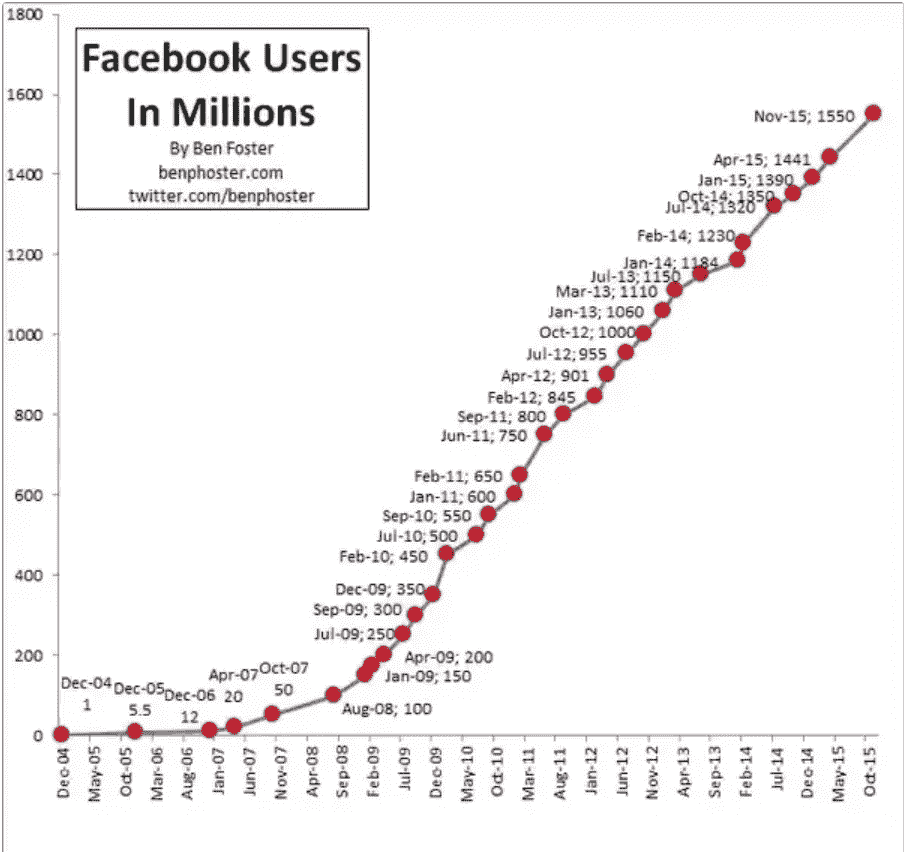 Facebook Users
In Millions
By Ben Foster
benphoster.com
twitter.com/benphoster
1800
1600
1400
1200
1000
800
600
400
200
0
Nov-15; 1550
Apr-15; 1441
Jan-15; 1390
Oct-14; 1350
Jul-14; 1320
Feb-14; 1230
Jan-14; 1184
Jul-13; 1150
Mar-13; 1110
Jan-13; 1060
Oct-12; 1000
Jul-12; 955
Apr-12; 901
Feb-12; 845
Sep-11; 800
Jun-11; 750
Feb-11; 650
Jan-11; 600
Sep-10; 550
Jul-10; 500
Feb-10; 450
Dec-09; 350
Sep-09; 300
Jul-09; 250
Apr-09; 200
Jan-09; 150
Aug-08; 100
Oct-07
50
Apr-07
20
Dec-06
12
Dec-05
5.5
Dec-04
1
Dec-04
May-05
Oct-05
Mar-06
Aug-06
Jan-07
Jun-07
Nov-07
Apr-08
Sep-08
Feb-09
Jul-09
Dec-09
May-10
Oct-10
Mar-11
Aug-11
Jan-12
Jun-12
Nov-12
Apr-13
Sep-13
Feb-14
Jul-14
Dec-14
May-15
Oct-15